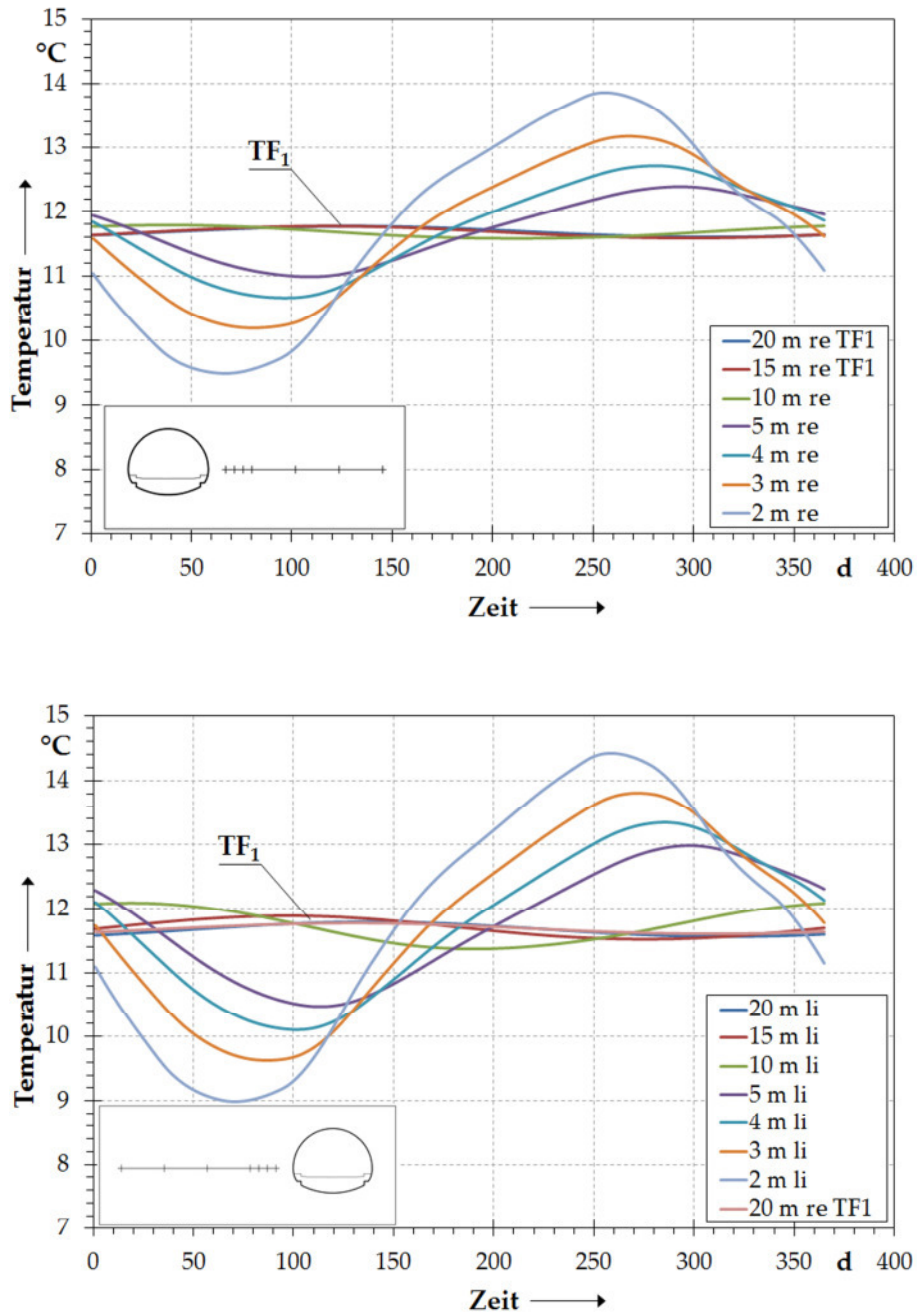 15
°C
14
13
TF1
12
11
10
9
8
7
Temperatur
20 m re TF1
15 m re TF1
10 m re
5 m re
4 m re
3 m re
2 m re
0 50 100 150 200 250 300 350 d 400
Zeit
15
°C
14
13
TF1
12
11
10
9
8
7
Temperatur
20 m li
15 m li
10 m li
5 m li
4 m li
3 m li
2 m li
20 m re TF1
0 50 100 150 200 250 300 350 d 400
Zeit